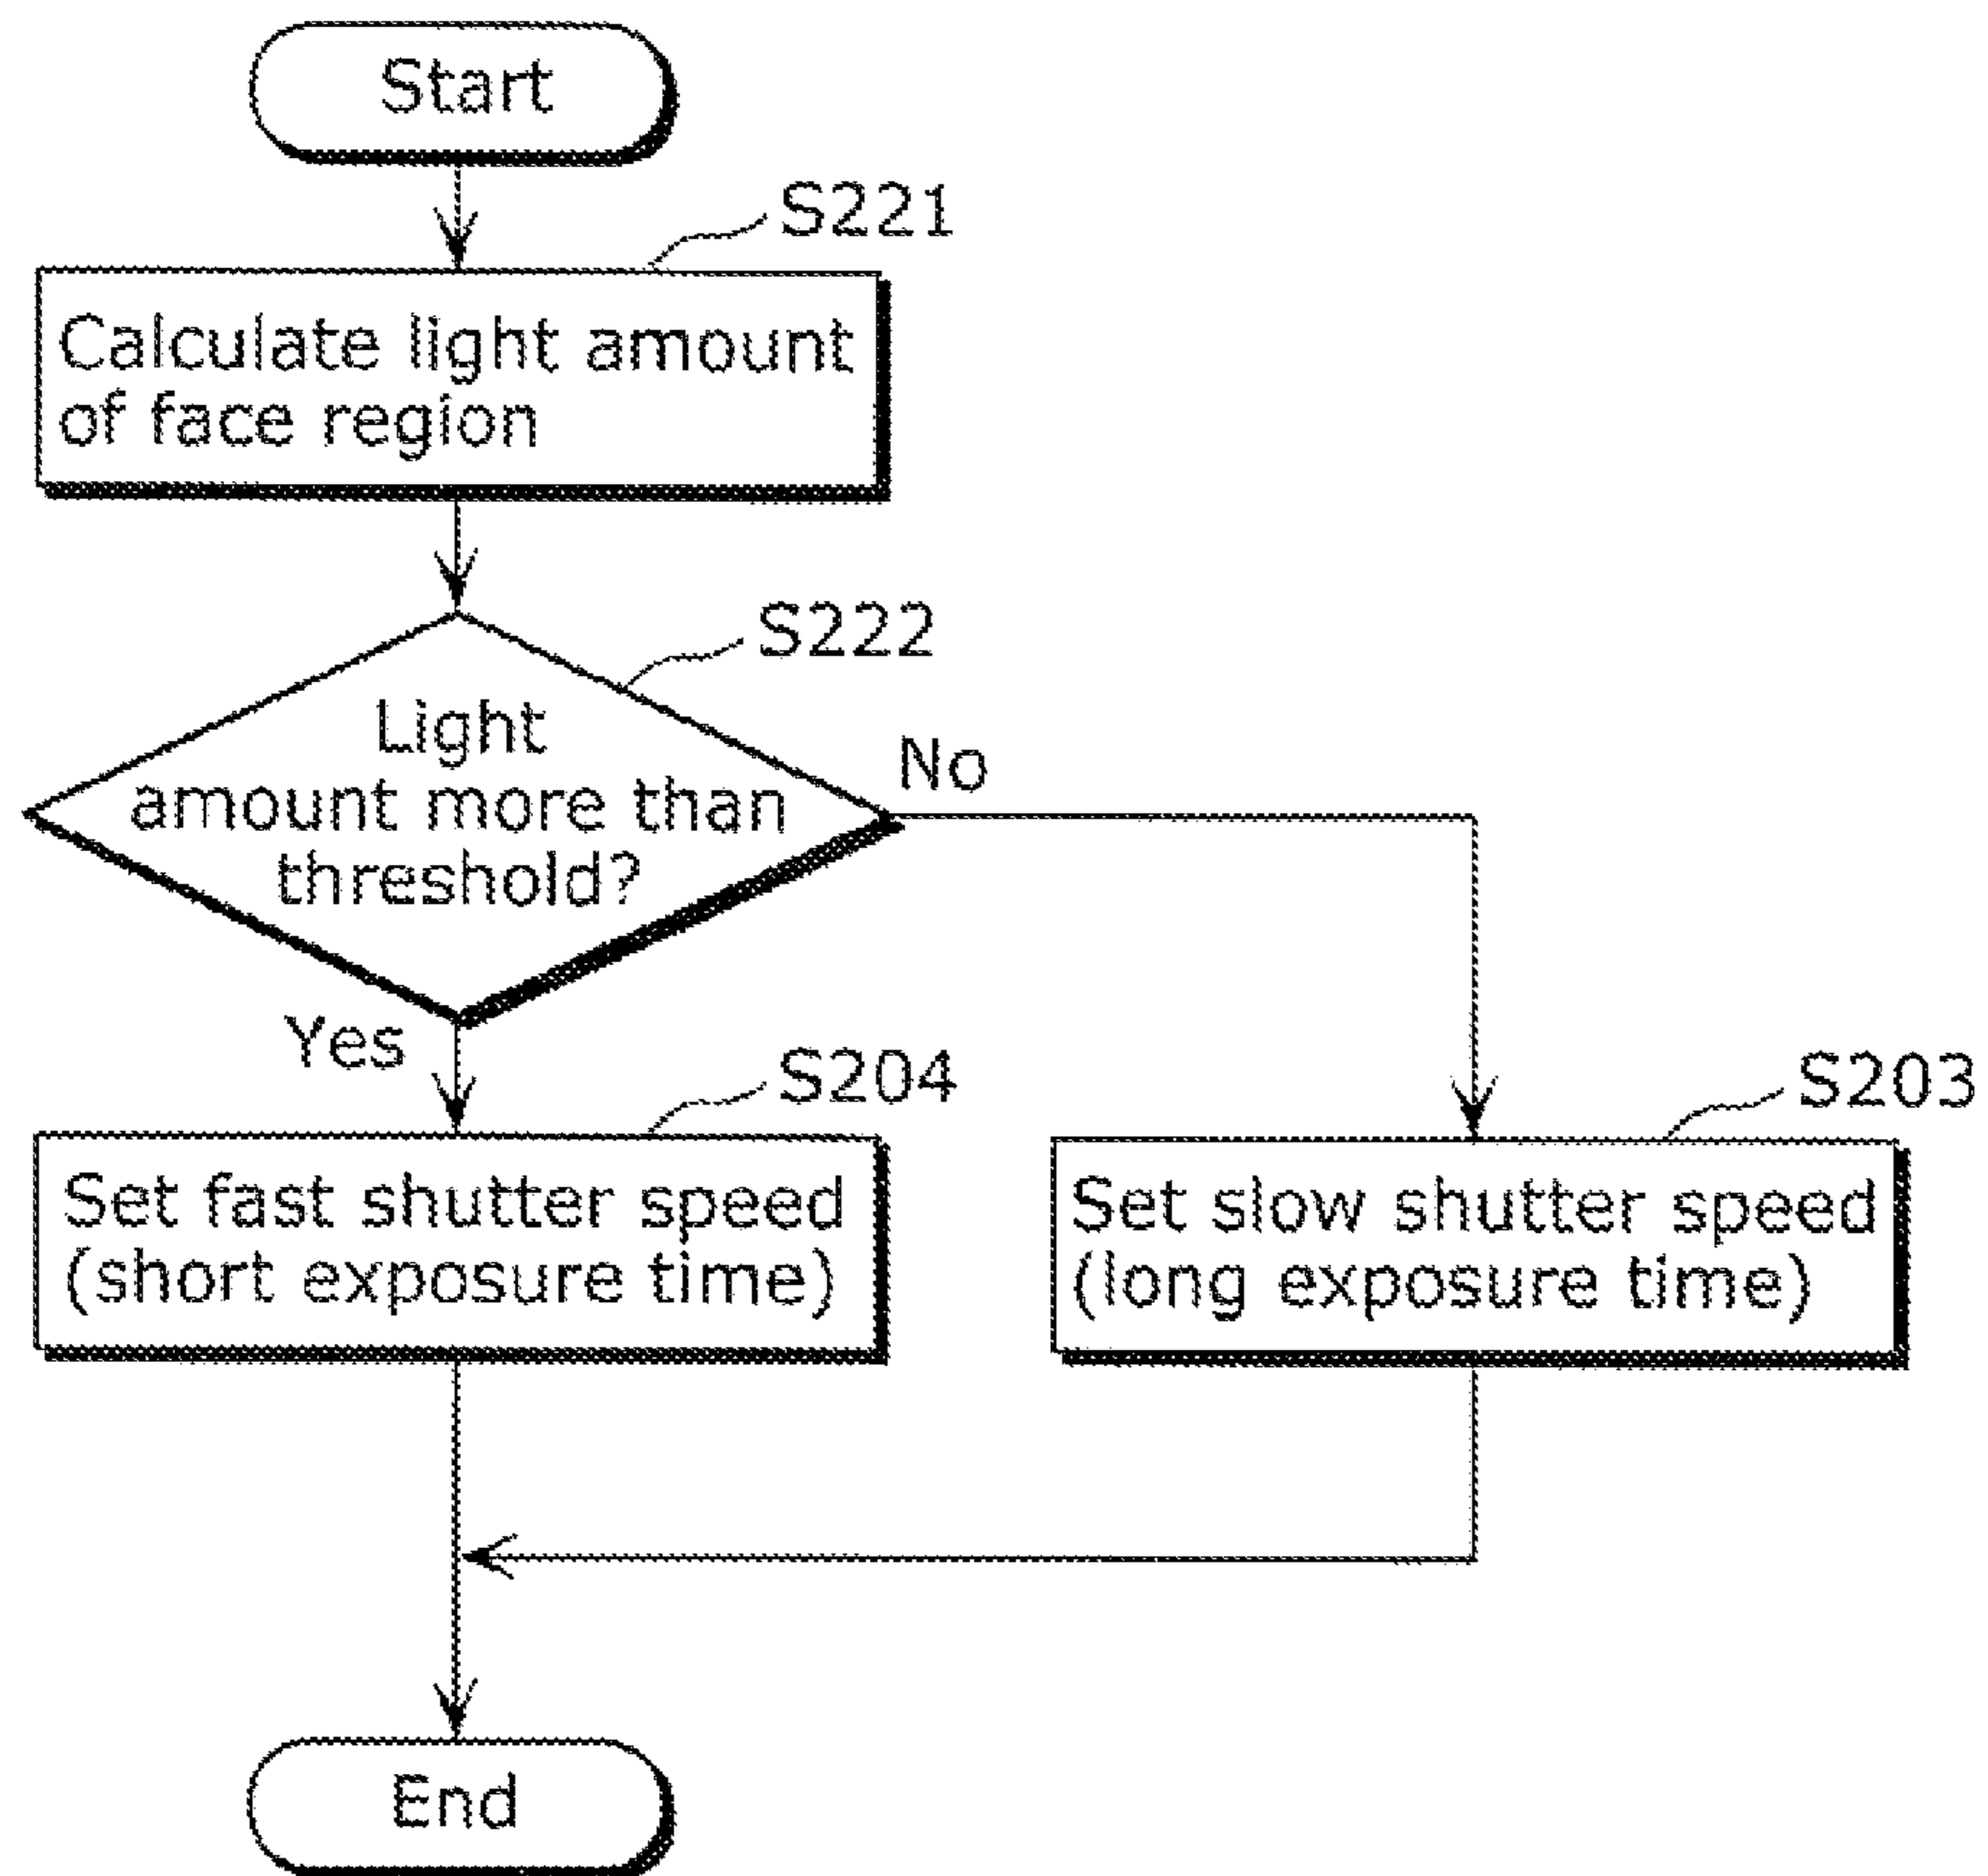 Start
S221
Calculate light amount
of face region
S222
Light
amount more than
threshold?
No
Yes
S204
S203
Set fast shutter speed
(short exposure time)
Set slow shutter speed
(long exposure time)
End